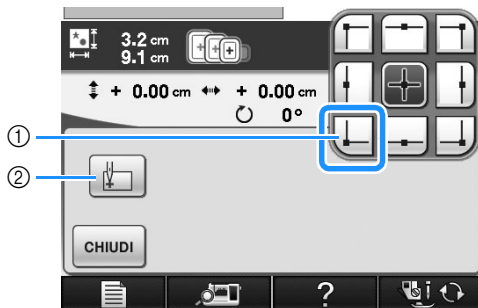 3.2 cm
9.1 cm
+ 0.00 cm + 0.00 cm
0°
①
②
CHIUDI
?